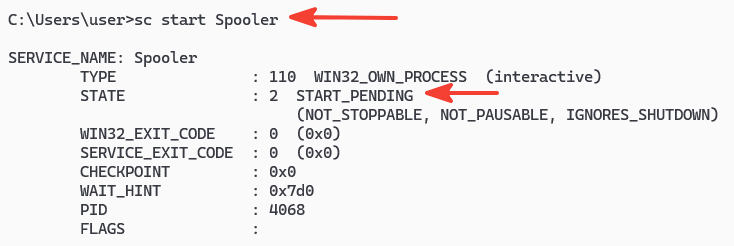 C:\Users\user>sc start Spooler
SERVICE_NAME: Spooler
TYPE : 110 WIN32_OWN_PROCESS (interactive)
STATE : 2 START_PENDING
(NOT_STOPPABLE, NOT_PAUSABLE, IGNORES_SHUTDOWN)
WIN32_EXIT_CODE : 0 (0x0)
SERVICE_EXIT_CODE : 0 (0x0)
CHECKPOINT : 0x0
WAIT_HINT : 0x7d0
PID : 4068
FLAGS :